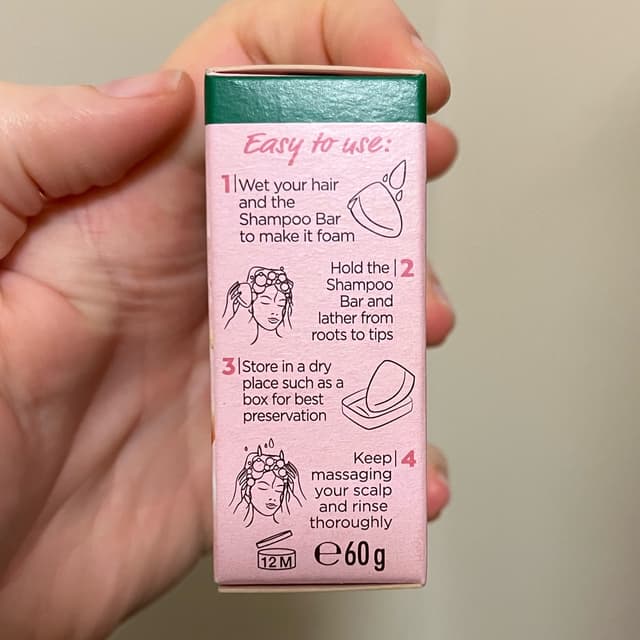 Easy to use:
1 Wet your hair
and the
Shampoo Bar
to make it foam
Hold the 2
Shampoo
Bar and
lather from
roots to tips
3 Store in a dry
place such as a
box for best
preservation
Keep 4
massaging
your scalp
and rinse
thoroughly
12 M ℮60 g